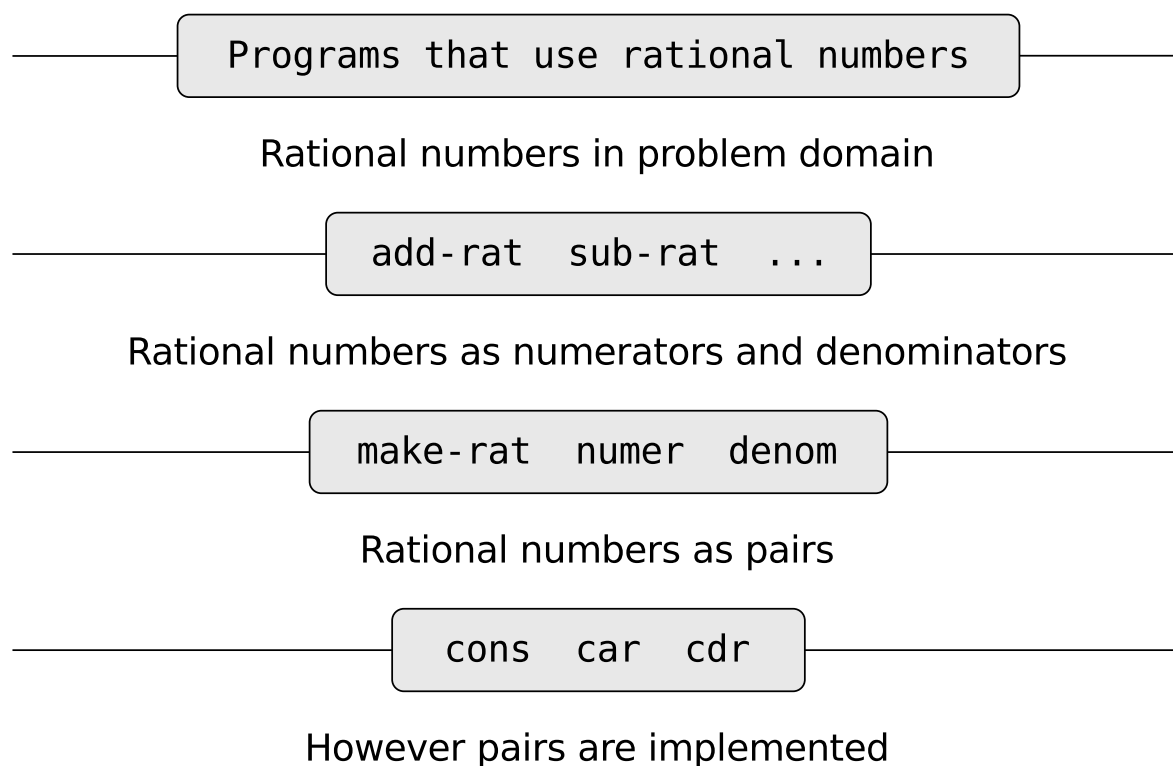 Programs that use rational numbers
Rational numbers in problem domain
add-rat sub-rat ...
Rational numbers as numerators and denominators
make-rat numer denom
Rational numbers as pairs
cons car cdr
However pairs are implemented